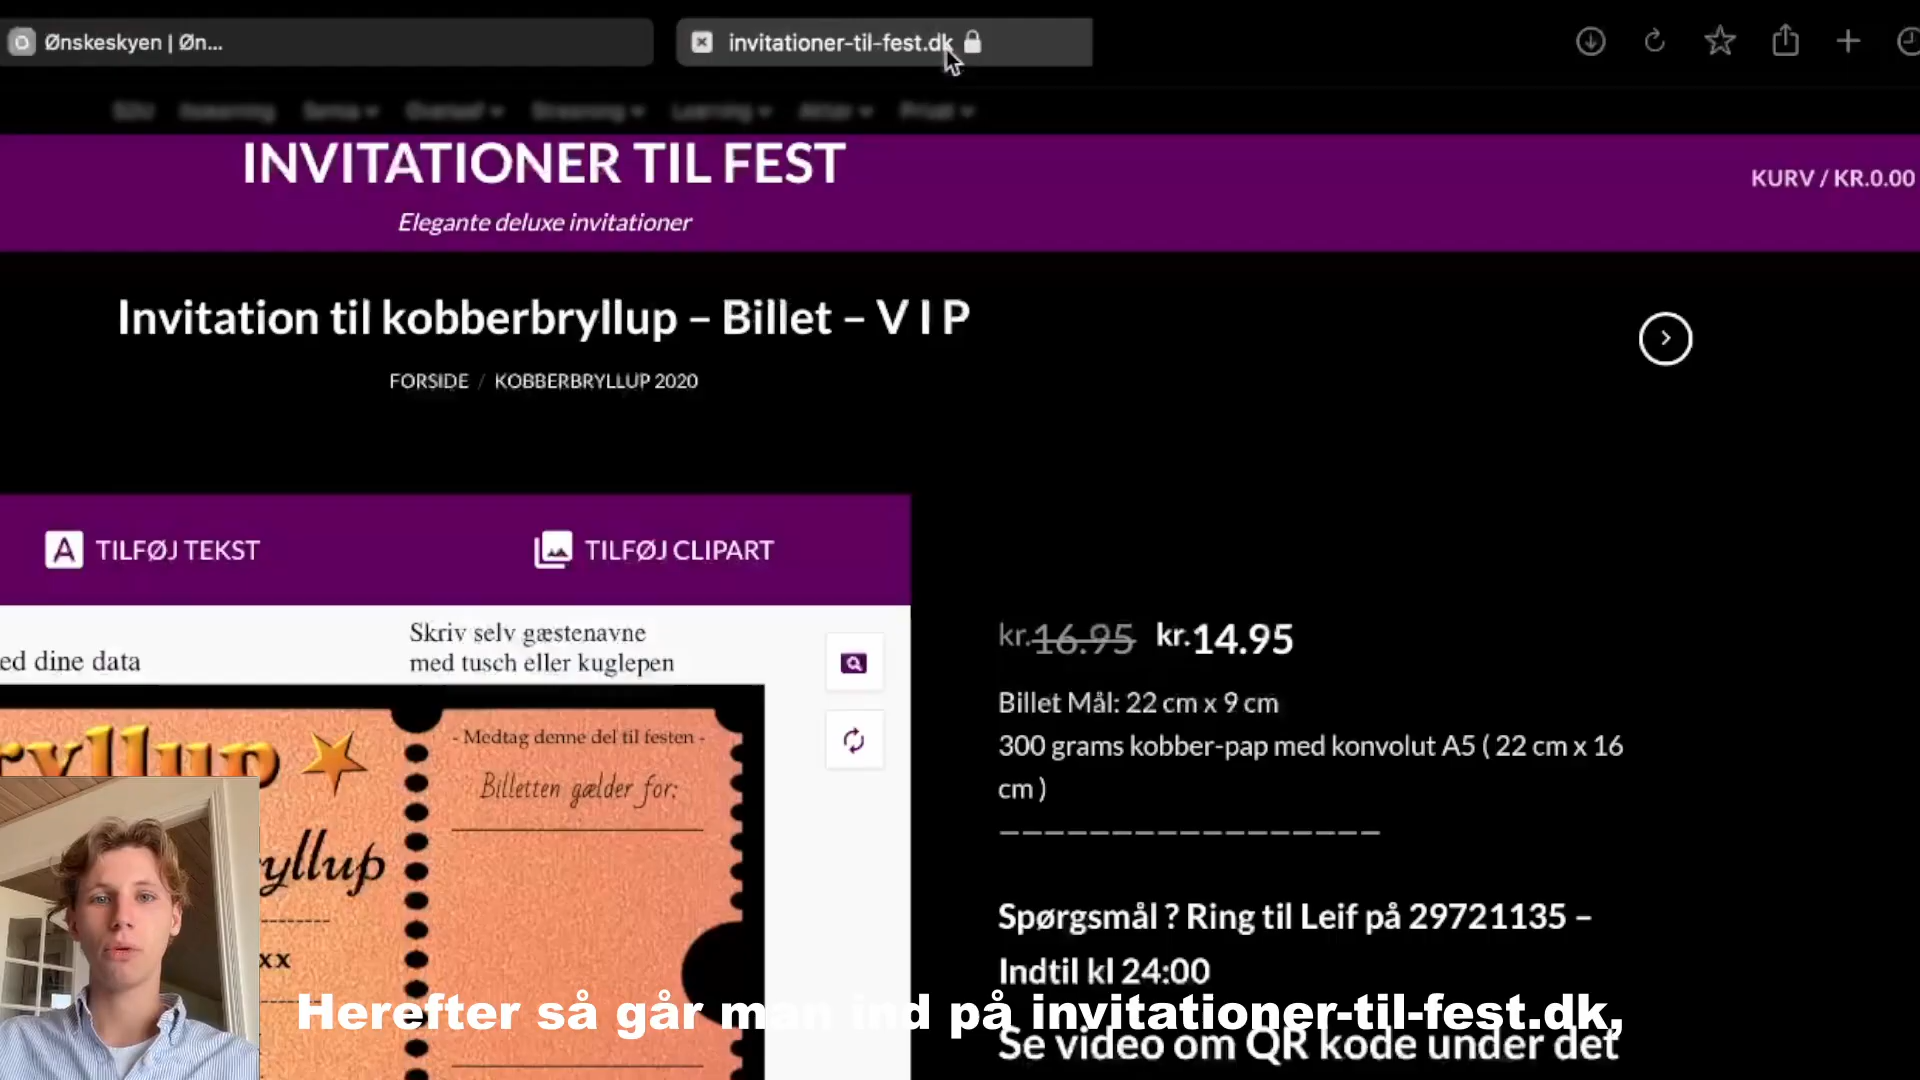 Ønskeskyen | Øn...
invitationer-til-fest.dk
INVITATIONER TIL FEST
Elegante deluxe invitationer
KURV / KR.0.00
Invitation til kobberbryllup – Billet – V I P
FORSIDE / KOBBERBRYLLUP 2020
TILFØJ TEKST
TILFØJ CLIPART
ed dine data
Skriv selv gæstenavne
med tusch eller kuglepen
ryllup
yllup
xx
- Medtag denne del til festen -
Billetten gælder for:
kr.16.95 kr.14.95
Billet Mål: 22 cm x 9 cm
300 grams kobber-pap med konvolut A5 ( 22 cm x 16
cm )
—————————————————
Spørgsmål ? Ring til Leif på 29721135 –
Indtil kl 24:00
Se video om QR kode under det
Herefter så går man ind på invitationer-til-fest.dk,